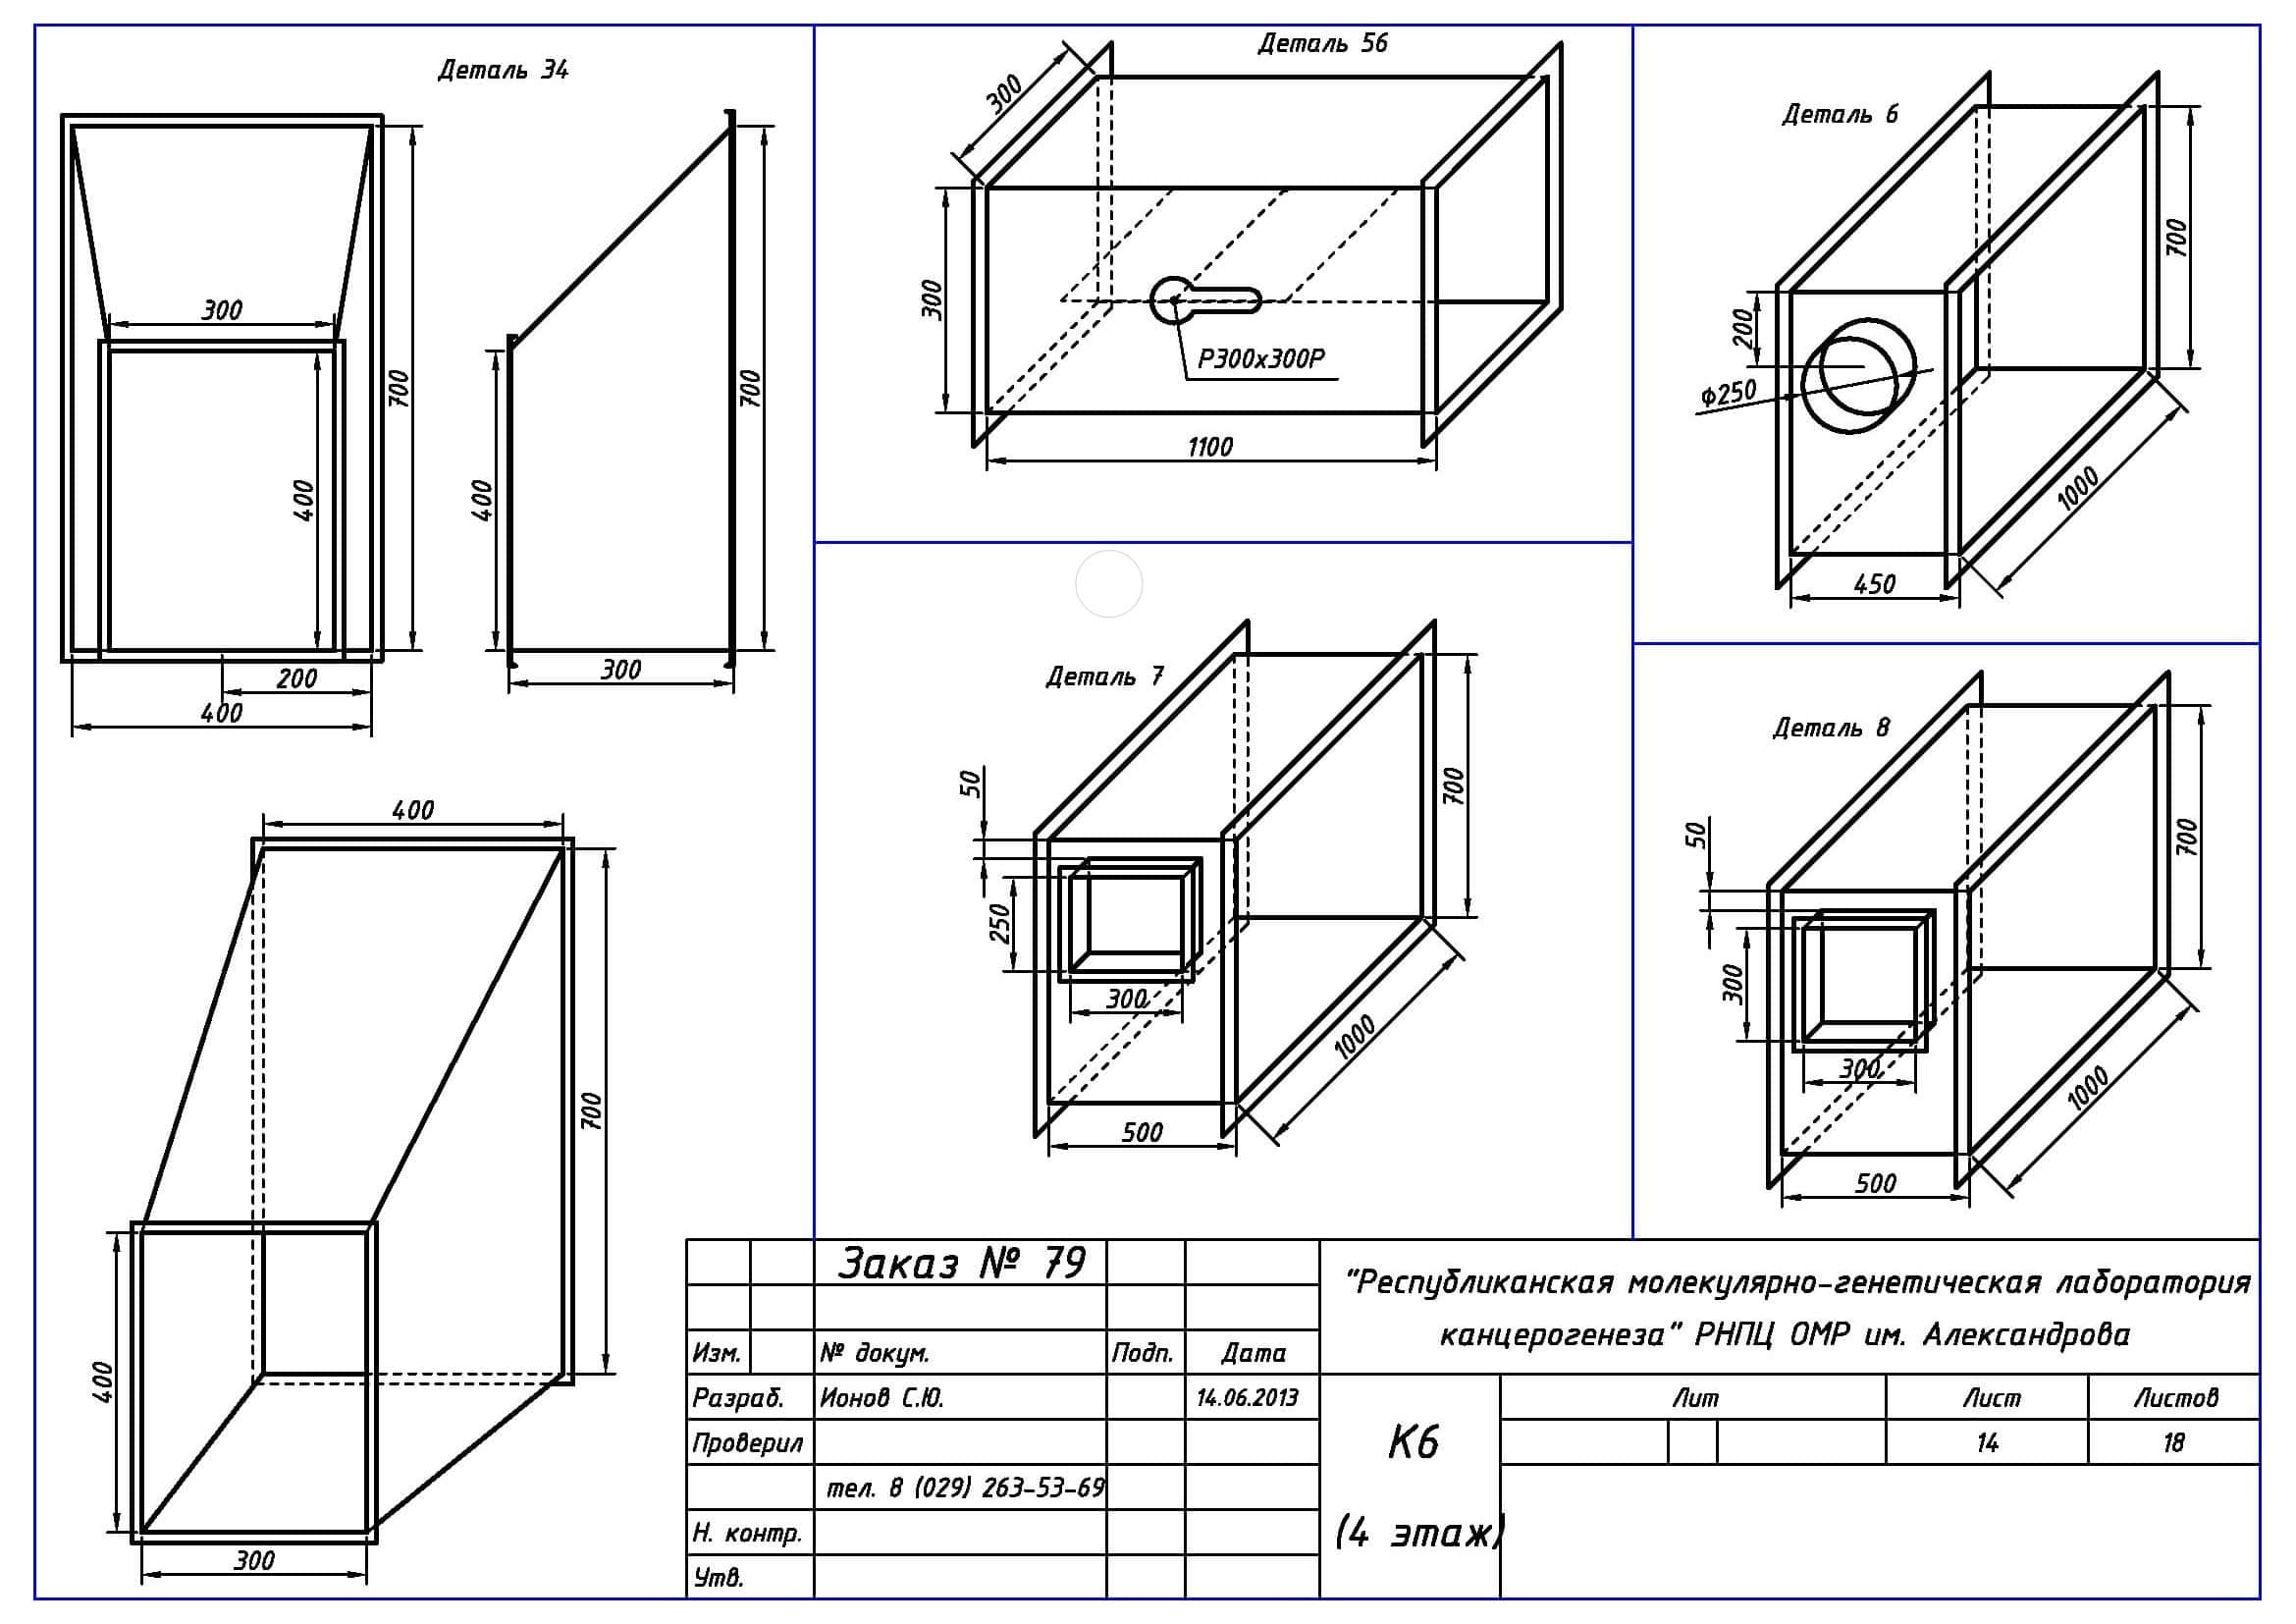 Деталь 34
300
400
700
200
400
400
700
300
400
700
400
300
Деталь 56
300
300
P300x300P
1100
Деталь 6
700
200
ϕ250
1000
450
Деталь 7
50
700
250
300
1000
500
Деталь 8
50
700
300
300
1000
500
Заказ № 79
"Республиканская молекулярно-генетическая лаборатория
канцерогенеза" РНПЦ ОМР им. Александрова
Изм. № докум. Подп. Дата
Разраб. Ионов С.Ю. 14.06.2013
Лит Лист Листов
Проверил
К6
14 18
тел. 8 (029) 263-53-69
Н. контр.
(4 этаж)
Утв.